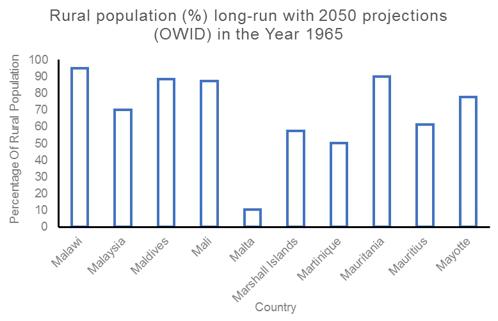 Rural population (%) long-run with 2050 projections
(OWID) in the Year 1965
Percentage Of Rural Population
100
90
80
70
60
50
40
30
20
10
0
Malawi
Malaysia
Maldives
Mali
Malta
Marshall Islands
Martinique
Mauritania
Mauritius
Mayotte
Country